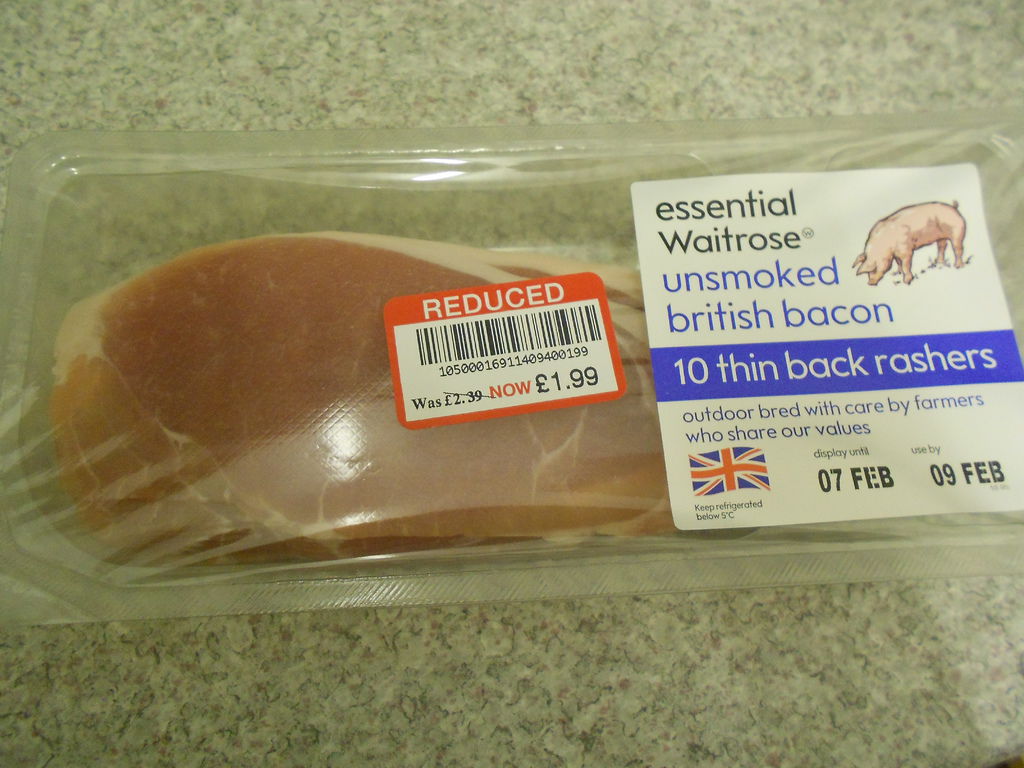 REDUCED
10500016911409400199
Was £2.39 NOW £1.99
essential
Waitrose
unsmoked
british bacon
10 thin back rashers
outdoor bred with care by farmers
who share our values
display until
use by
07 FEB
09 FEB
Keep refrigerated
below 5°C